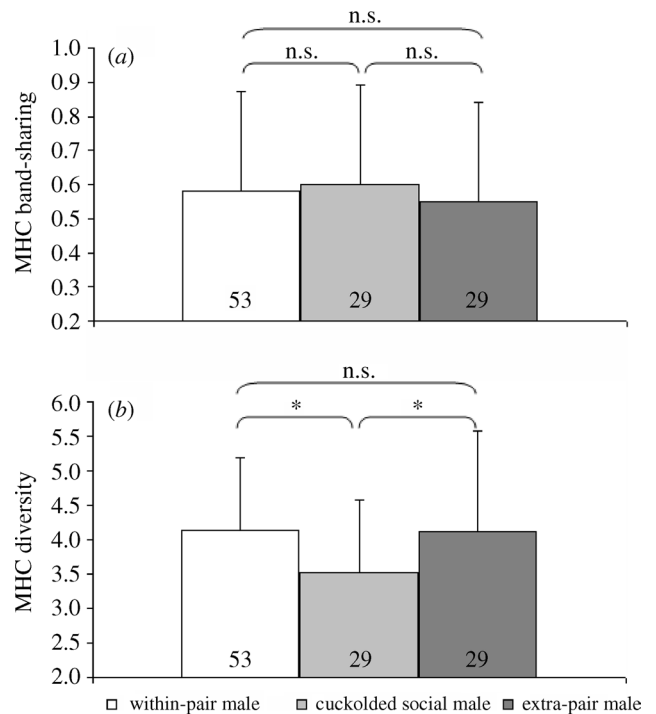 n.s.
n.s. n.s.
(a)
MHC band-sharing
1.0
0.9
0.8
0.7
0.6
0.5
0.4
0.3
0.2
53 29 29
n.s.
* *
(b)
MHC diversity
6.0
5.5
5.0
4.5
4.0
3.5
3.0
2.5
2.0
53 29 29
within-pair male cuckolded social male extra-pair male